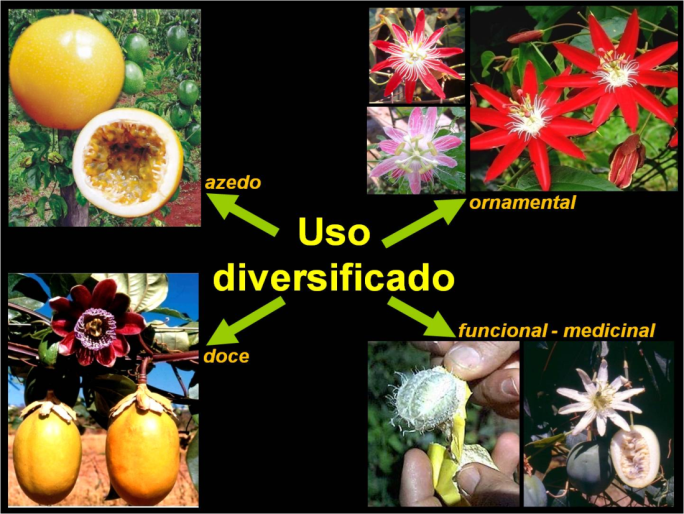 azedo
ornamental
Uso
diversificado
doce
funcional - medicinal